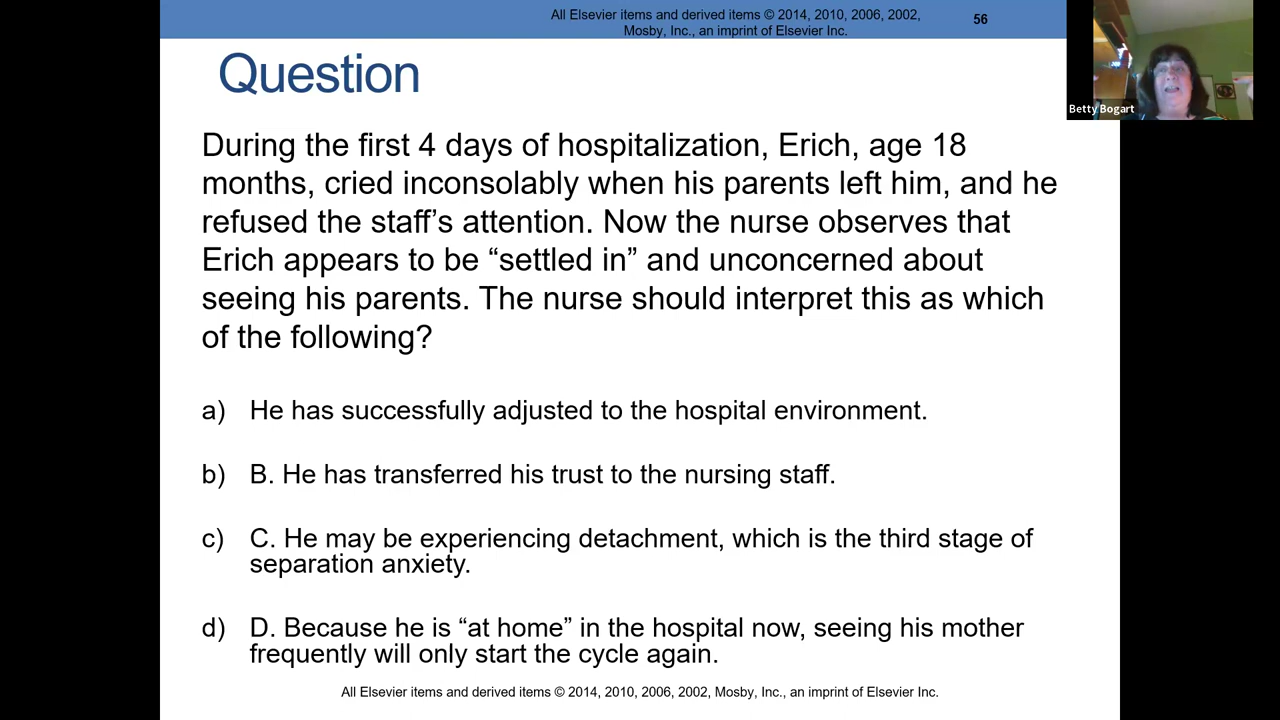 All Elsevier items and derived items © 2014, 2010, 2006, 2002,
Mosby, Inc., an imprint of Elsevier Inc.
56
Betty Bogart
Question
During the first 4 days of hospitalization, Erich, age 18
months, cried inconsolably when his parents left him, and he
refused the staff’s attention. Now the nurse observes that
Erich appears to be “settled in” and unconcerned about
seeing his parents. The nurse should interpret this as which
of the following?
a) He has successfully adjusted to the hospital environment.
b) B. He has transferred his trust to the nursing staff.
c) C. He may be experiencing detachment, which is the third stage of
separation anxiety.
d) D. Because he is “at home” in the hospital now, seeing his mother
frequently will only start the cycle again.
All Elsevier items and derived items © 2014, 2010, 2006, 2002, Mosby, Inc., an imprint of Elsevier Inc.